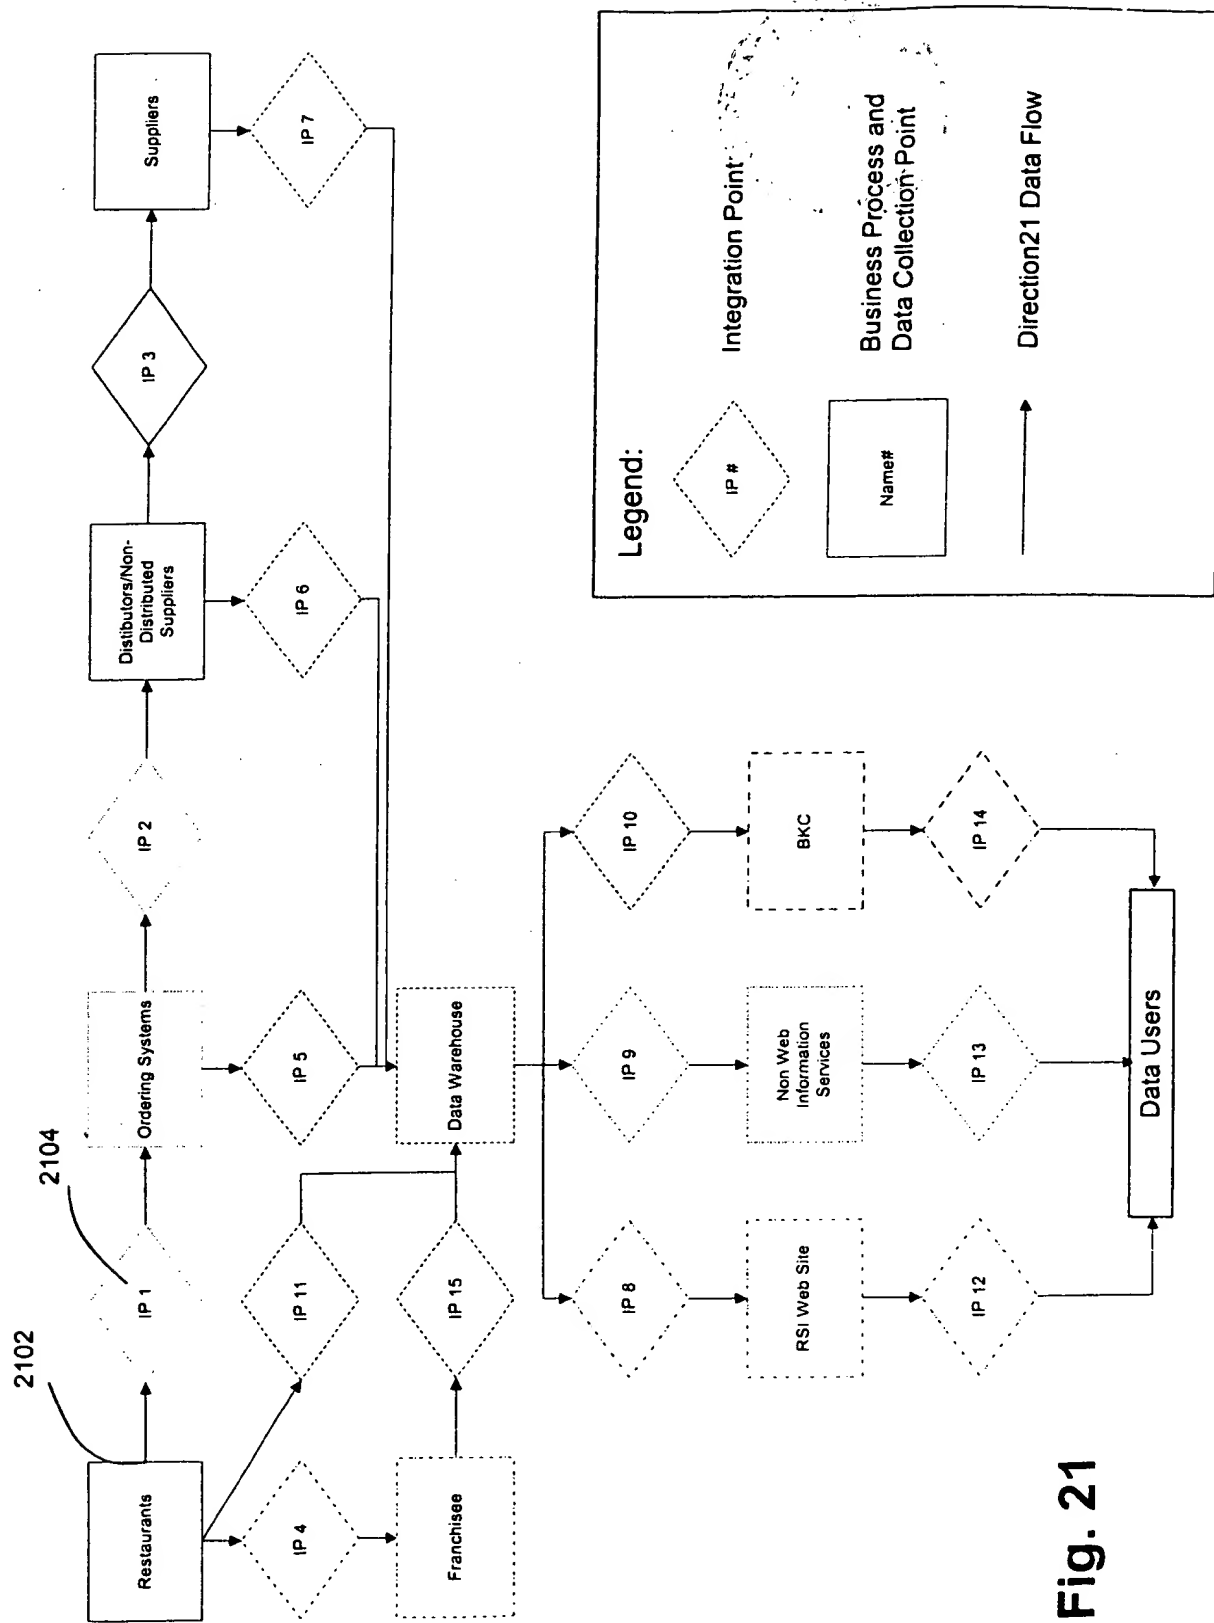 2102
2104
Restaurants
IP 1
Ordering Systems
IP 2
Distibutors/Non-
Distributed
Suppliers
IP 3
Suppliers
IP 4
IP 11
IP 5
IP 6
IP 7
Franchisee
IP 15
Data Warehouse
IP 8
IP 9
IP 10
RSI Web Site
Non Web
Information
Services
BKC
IP 12
IP 13
IP 14
Data Users
Legend:
IP #
Integration Point
Name#
Business Process and
Data Collection Point
Direction21 Data Flow
Fig. 21